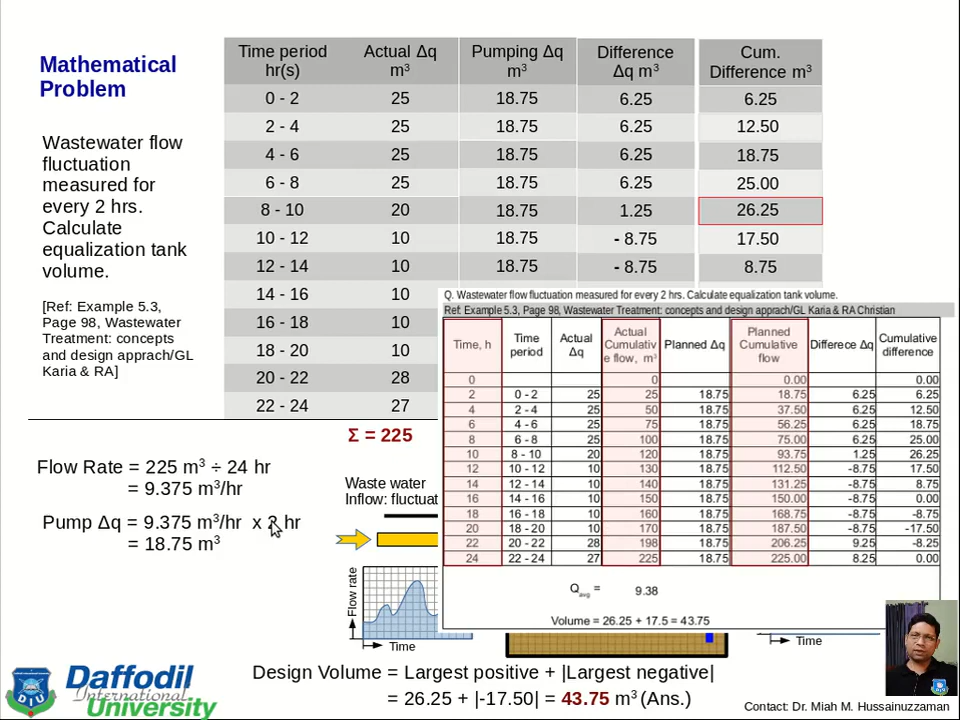 Mathematical
Problem
Wastewater flow
fluctuation
measured for
every 2 hrs.
Calculate
equalization tank
volume.
[Ref: Example 5.3,
Page 98, Wastewater
Treatment: concepts
and design apprach/GL
Karia & RA]
Time period hr(s) Actual Δq m³ Pumping Δq m³ Difference Δq m³ Cum. Difference m³
0 - 2 25 18.75 6.25 6.25
2 - 4 25 18.75 6.25 12.50
4 - 6 25 18.75 6.25 18.75
6 - 8 25 18.75 6.25 25.00
8 - 10 20 18.75 1.25 26.25
10 - 12 10 18.75 - 8.75 17.50
12 - 14 10 18.75 - 8.75 8.75
14 - 16 10
16 - 18 10
18 - 20 10
20 - 22 28
22 - 24 27
Σ = 225
Flow Rate = 225 m³ ÷ 24 hr
= 9.375 m³/hr
Pump Δq = 9.375 m³/hr x 2 hr
= 18.75 m³
Waste water
Inflow: fluctuat
Flow rate
Time
Q. Wastewater flow fluctuation measured for every 2 hrs. Calculate equalization tank volume.
Ref: Example 5.3, Page 98, Wastewater Treatment: concepts and design apprach/GL Karia & RA Christian
Time, h Time period Actual Δq Actual Cumulativ e flow, m³ Planned Δq Planned Cumulative flow Differece Δq Cumulative difference
0 0 0.00 0.00
2 0 - 2 25 25 18.75 18.75 6.25 6.25
4 2 - 4 25 50 18.75 37.50 6.25 12.50
6 4 - 6 25 75 18.75 56.25 6.25 18.75
8 6 - 8 25 100 18.75 75.00 6.25 25.00
10 8 - 10 20 120 18.75 93.75 1.25 26.25
12 10 - 12 10 130 18.75 112.50 -8.75 17.50
14 12 - 14 10 140 18.75 131.25 -8.75 8.75
16 14 - 16 10 150 18.75 150.00 -8.75 0.00
18 16 - 18 10 160 18.75 168.75 -8.75 -8.75
20 18 - 20 10 170 18.75 187.50 -8.75 -17.50
22 20 - 22 28 198 18.75 206.25 9.25 -8.25
24 22 - 24 27 225 18.75 225.00 8.25 0.00
Qavg = 9.38
Volume = 26.25 + 17.5 = 43.75
Time
Design Volume = Largest positive + |Largest negative|
= 26.25 + |-17.50| = 43.75 m³ (Ans.)
DIU
Daffodil
International
University
Contact: Dr. Miah M. Hussainuzzaman